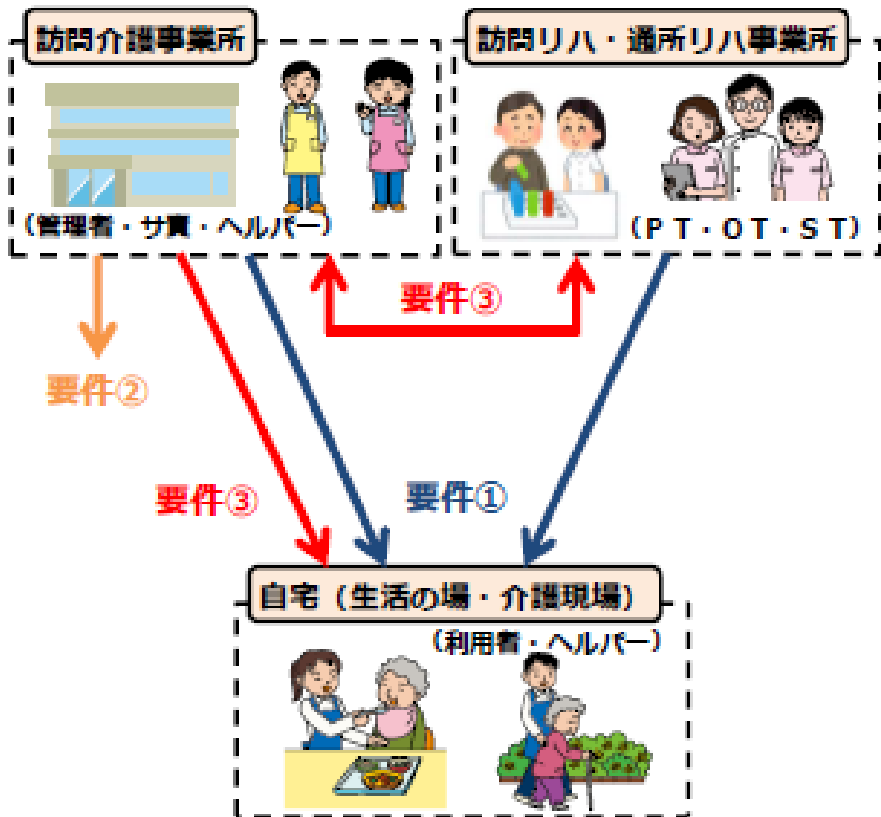 訪問介護事業所
訪問リハ・通所リハ事業所
（管理者・サ責・ヘルパー）
（ＰＴ・ＯＴ・ＳＴ）
要件③
要件②
要件③
要件①
自宅（生活の場・介護現場）
（利用者・ヘルパー）